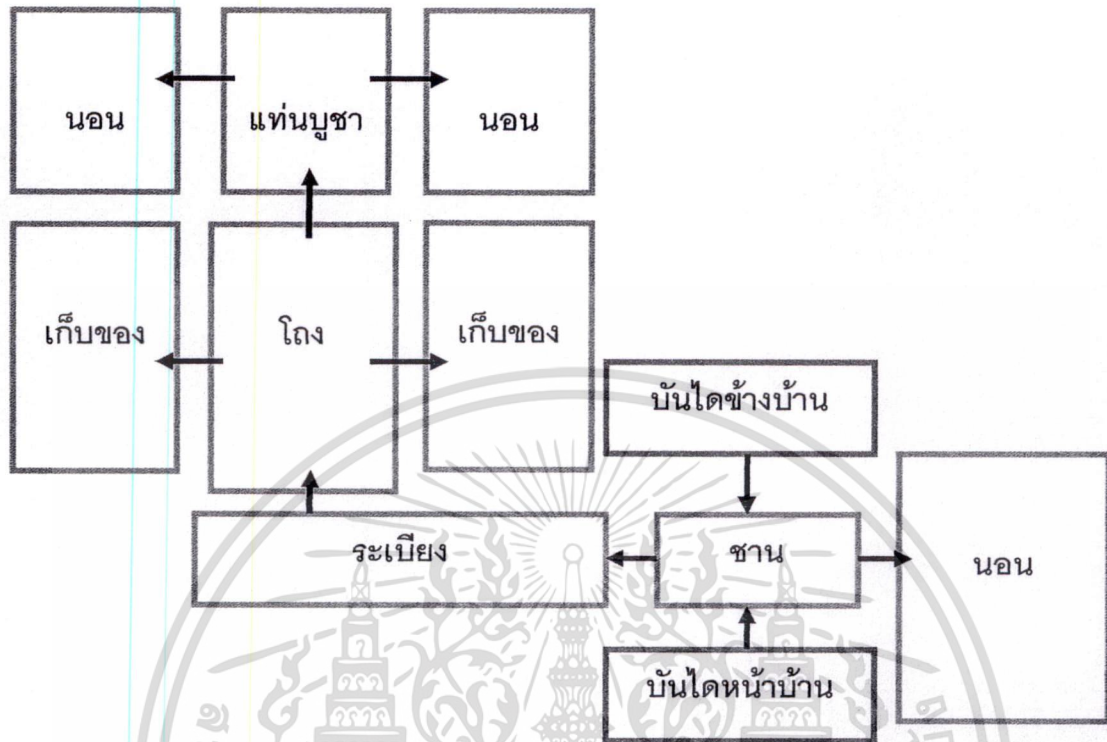 นอน
แท่นบูชา
นอน
เก็บของ
โถง
เก็บของ
บันไดข้างบ้าน
ระเบียง
ชาน
นอน
บันไดหน้าบ้าน